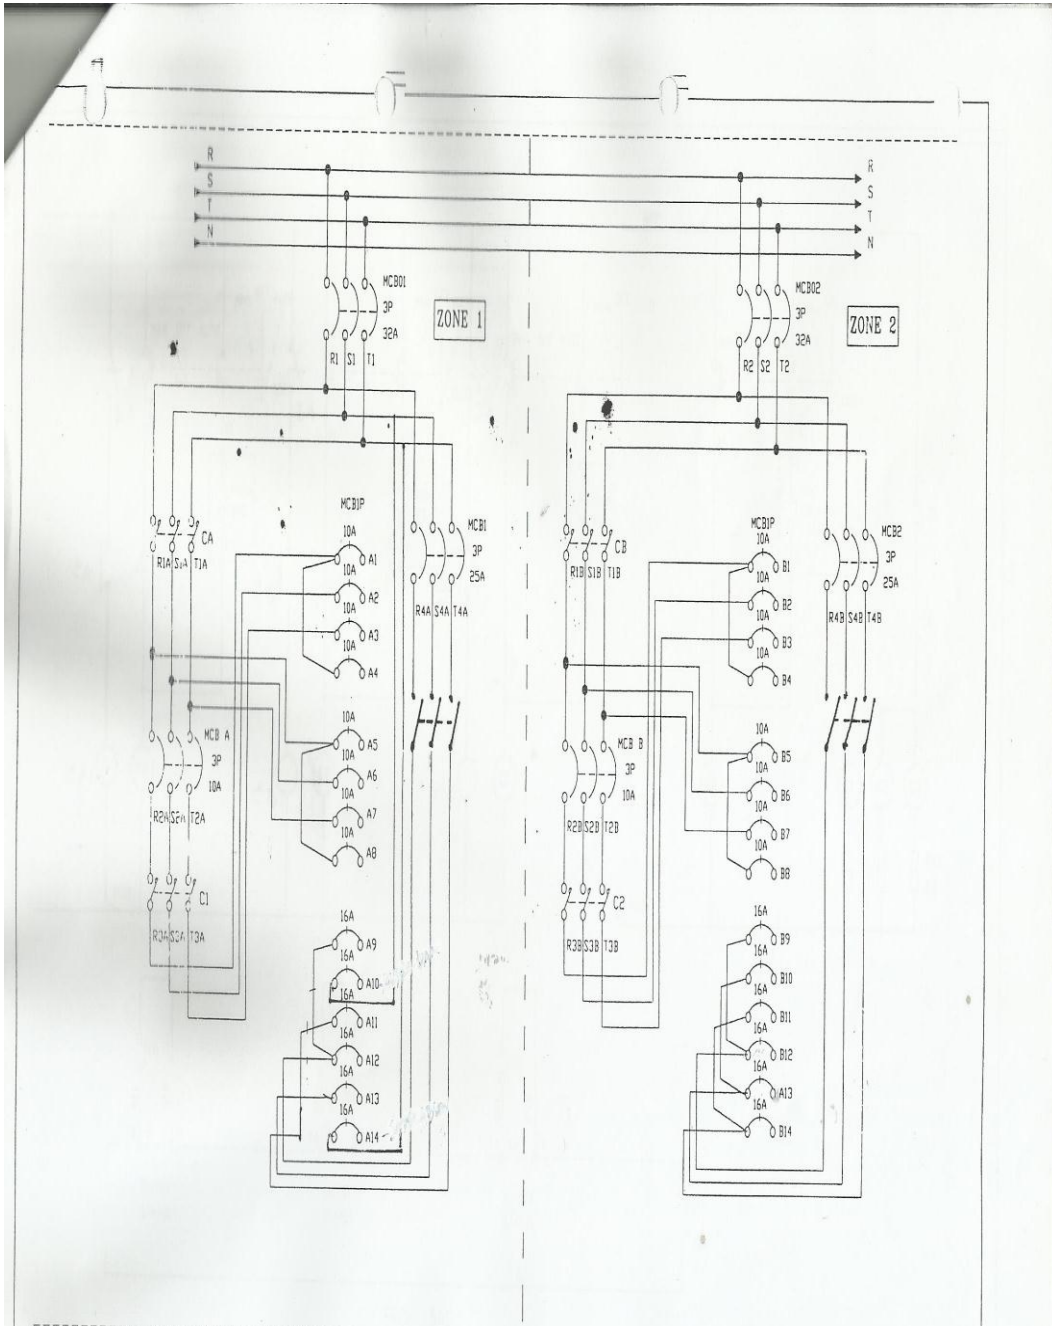 R R
S S
T T
N N
MCB01
3P
32A
ZONE 1
R1 S1 T1
MCB02
3P
32A
ZONE 2
R2 S2 T2
CA
R1A S1A T1A
MCB1P
10A
A1
10A
A2
10A
A3
10A
A4
MCB1
3P
25A
R4A S4A T4A
MCB A
3P
10A
R2A S2A T2A
10A
A5
10A
A6
10A
A7
10A
A8
C1
R3A S3A T3A
16A
A9
16A
A10
16A
A11
16A
A12
16A
A13
16A
A14
CB
R1B S1B T1B
MCB1P
10A
B1
10A
B2
10A
B3
10A
B4
MCB2
3P
25A
R4B S4B T4B
MCB B
3P
10A
R2B S2B T2B
10A
B5
10A
B6
10A
B7
10A
B8
C2
R3B S3B T3B
16A
B9
16A
B10
16A
B11
16A
B12
16A
A13
16A
B14